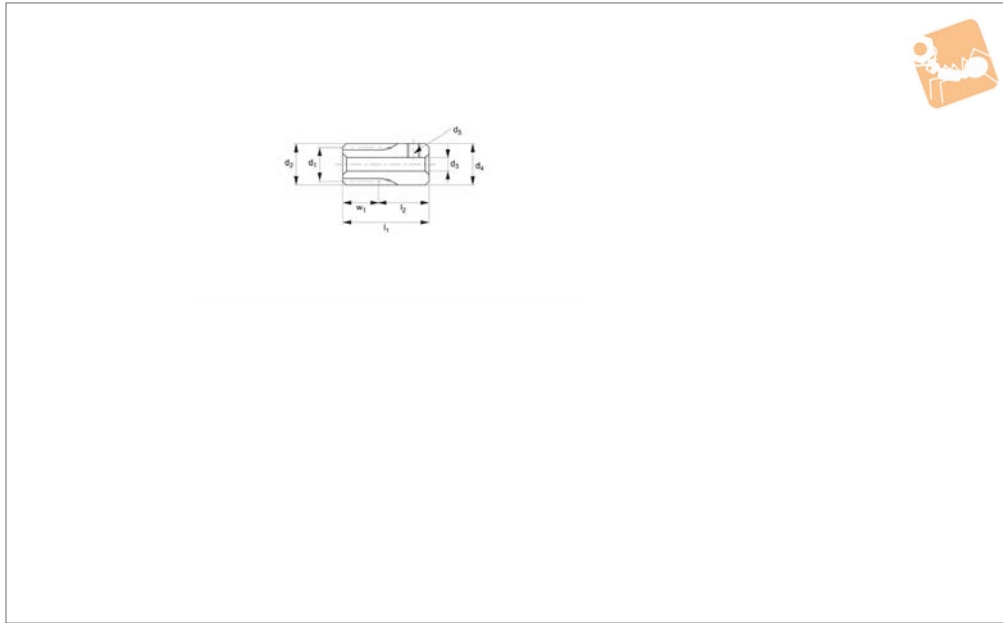 d₅
d₂ d₁ d₃ d₄
w₁ l₂
l₁